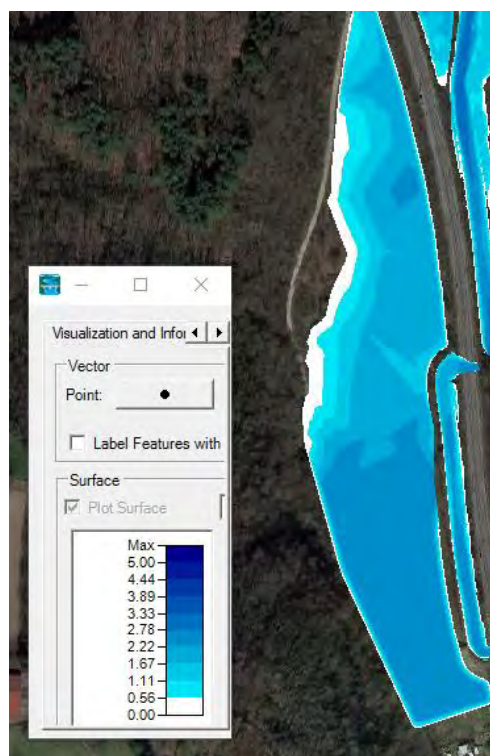 Visualization and Infor
Vector
Point:
Label Features with
Surface
Plot Surface
Max
5.00
4.44
3.89
3.33
2.78
2.22
1.67
1.11
0.56
0.00